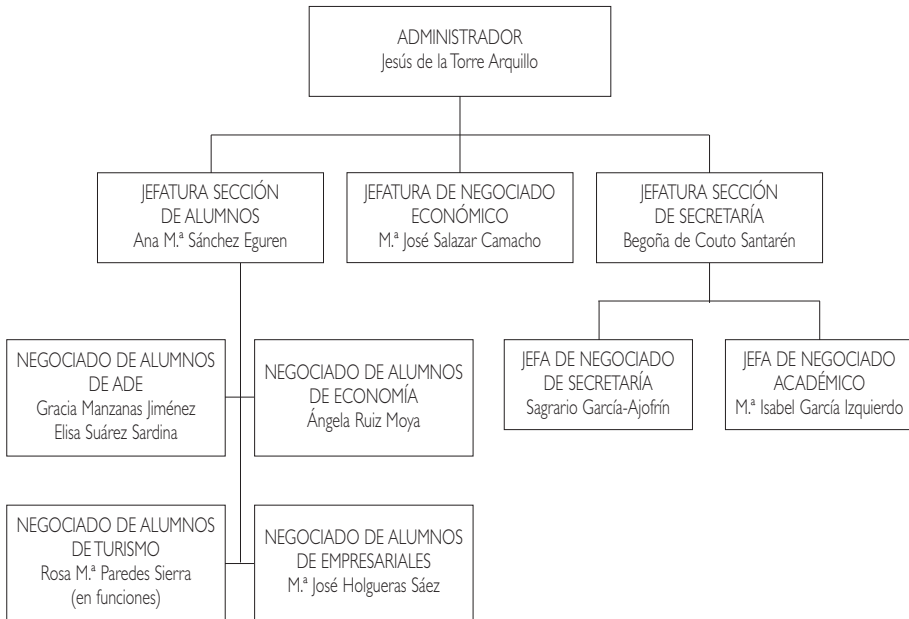 ADMINISTRADOR
Jesús de la Torre Arquillo
JEFATURA SECCIÓN
DE ALUMNOS
Ana M.ª Sánchez Eguren
JEFATURA DE NEGOCIADO
ECONÓMICO
M.ª José Salazar Camacho
JEFATURA SECCIÓN
DE SECRETARÍA
Begoña de Couto Santarén
NEGOCIADO DE ALUMNOS
DE ADE
Gracia Manzanas Jiménez
Elisa Suárez Sardina
NEGOCIADO DE ALUMNOS
DE ECONOMÍA
Ángela Ruiz Moya
JEFA DE NEGOCIADO
DE SECRETARÍA
Sagrario García-Ajofrín
JEFA DE NEGOCIADO
ACADÉMICO
M.ª Isabel García Izquierdo
NEGOCIADO DE ALUMNOS
DE TURISMO
Rosa M.ª Paredes Sierra
(en funciones)
NEGOCIADO DE ALUMNOS
DE EMPRESARIALES
M.ª José Holgueras Sáez